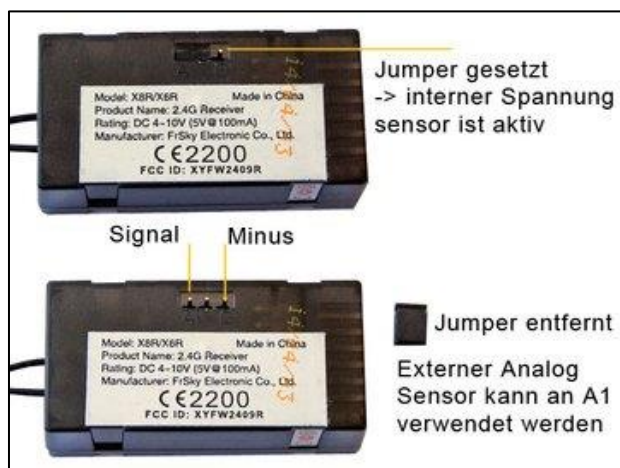 Jumper gesetzt
-> interner Spannung
sensor ist aktiv
Model: X8R/X6R Made in China
Product Name: 2.4G Receiver
Rating: DC 4~10V (5V@100mA)
Manufacturer: FrSky Electronic Co., Ltd.
CE2200
FCC ID: XYFW2409R
Signal Minus
Jumper entfernt
Model: X8R/X6R Made in China
Product Name: 2.4G Receiver
Rating: DC 4~10V (5V@100mA)
Manufacturer: FrSky Electronic Co., Ltd.
CE2200
FCC ID: XYFW2409R
Externer Analog
Sensor kann an A1
verwendet werden